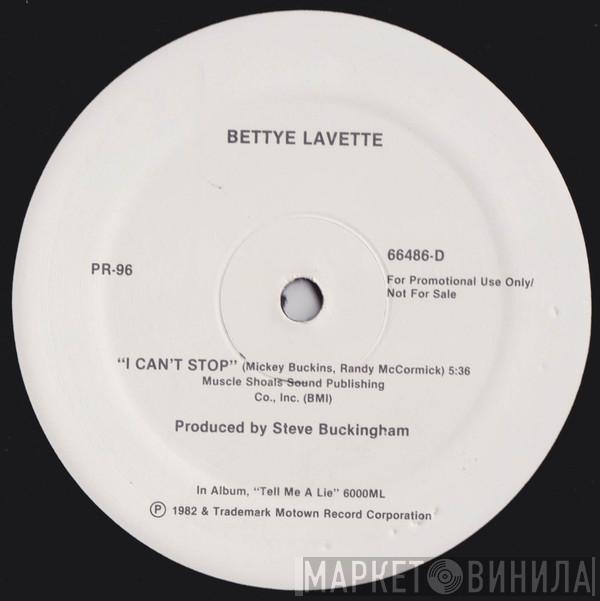 BETTYE LAVETTE
PR-96
66486-D
For Promotional Use Only/
Not For Sale
"I CAN'T STOP" (Mickey Buckins, Randy McCormick) 5:36
Muscle Shoals Sound Publishing
Co., Inc. (BMI)
Produced by Steve Buckingham
In Album, "Tell Me A Lie" 6000ML
Ⓟ 1982 & Trademark Motown Record Corporation
МАРКЕТ ВИНИЛА